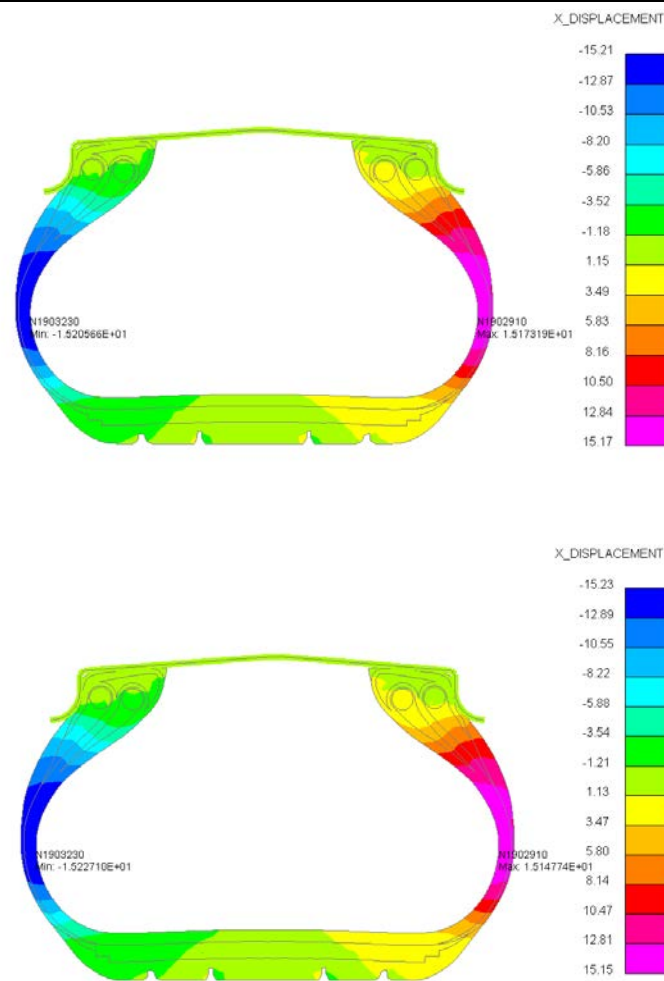 X_DISPLACEMENT
-15.21
-12.87
-10.53
-8.20
-5.86
-3.52
-1.18
1.15
3.49
5.83
8.16
10.50
12.84
15.17
N1903230
Min: -1.520566E+01
N1902910
Max: 1.517319E+01
X_DISPLACEMENT
-15.23
-12.89
-10.55
-8.22
-5.88
-3.54
-1.21
1.13
3.47
5.80
8.14
10.47
12.81
15.15
N1903230
Min: -1.522710E+01
N1902910
Max: 1.514774E+01